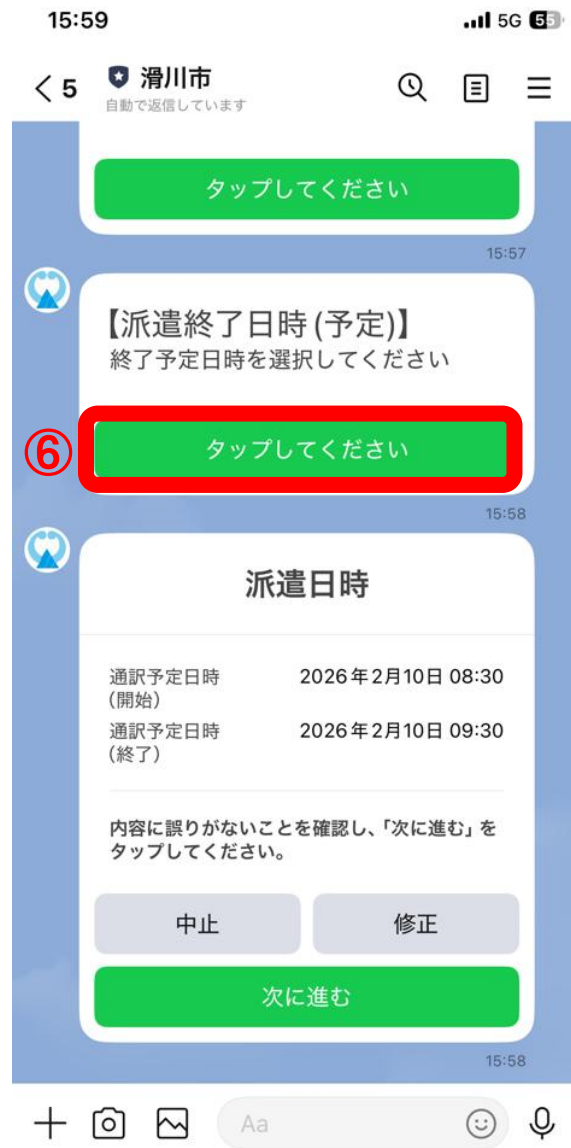 15:59
5G 55
5 滑川市
自動で返信しています
タップしてください
15:57
【派遣終了日時(予定)】
終了予定日時を選択してください
⑥
タップしてください
15:58
派遣日時
通訳予定日時 2026年2月10日 08:30
(開始)
通訳予定日時 2026年2月10日 09:30
(終了)
内容に誤りがないことを確認し、「次に進む」を
タップしてください。
中止 修正
次に進む
15:58
Aa